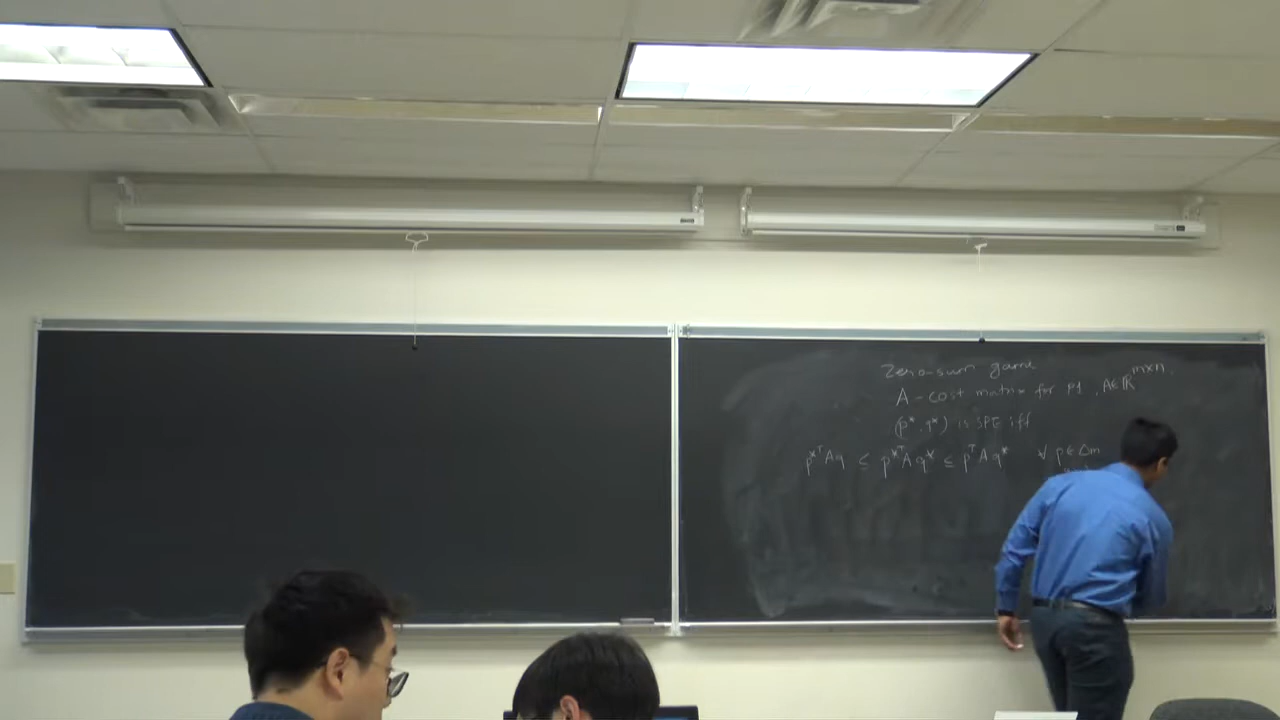 Zero-sum game
A - cost matrix for P1, A ∈ ℝ^{m×n}.
(p*, q*) is SPE iff
p*ᵀAq ≤ p*ᵀAq* ≤ pᵀAq* ∀ p ∈ Δm